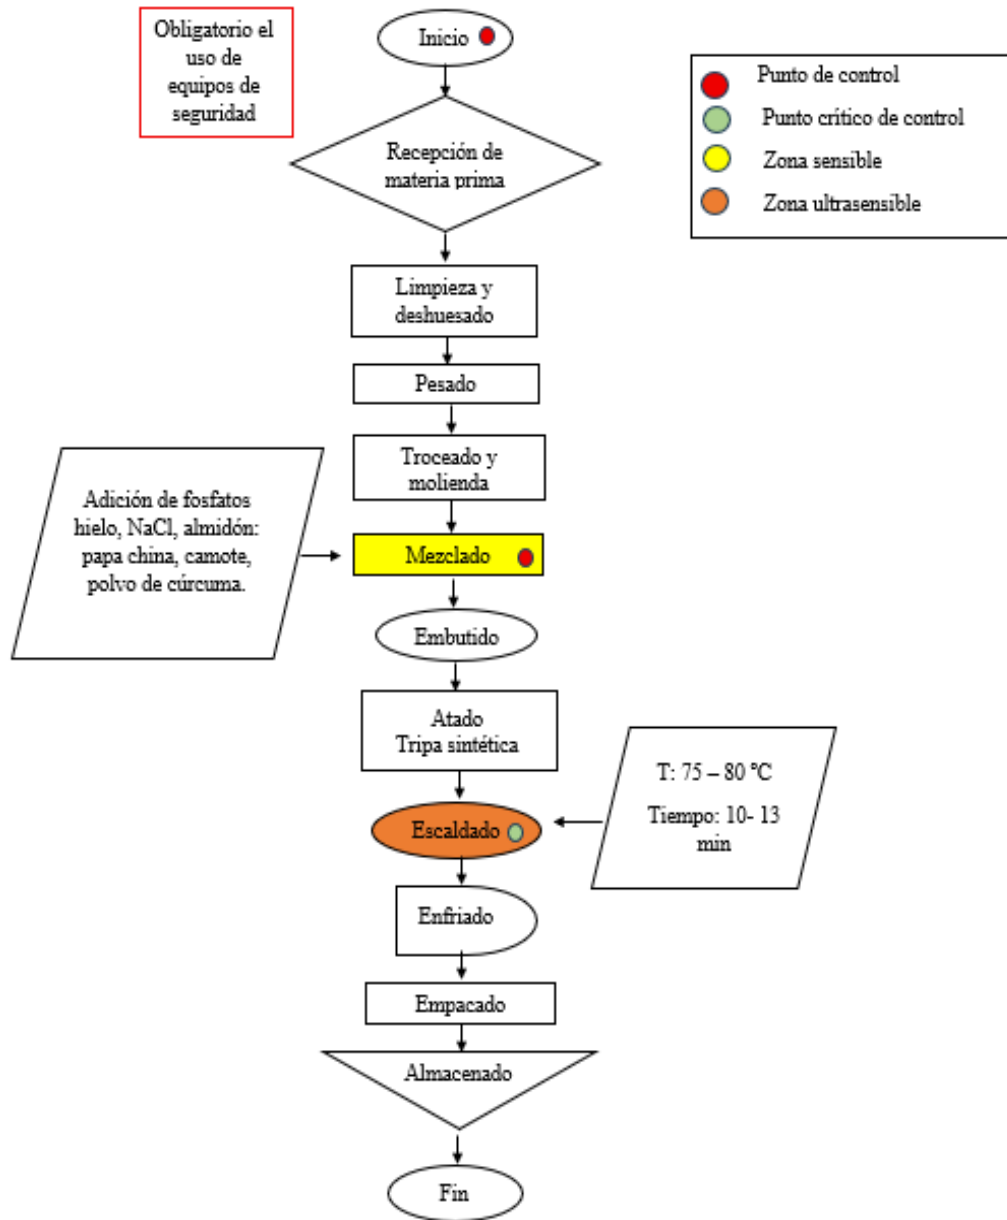 Obligatorio el
uso de
equipos de
seguridad
Inicio
Punto de control
Punto crítico de control
Zona sensible
Zona ultrasensible
Recepción de
materia prima
Limpieza y
deshuesado
Pesado
Troceado y
molienda
Adición de fosfatos
hielo, NaCl, almidón:
papa china, camote,
polvo de cúrcuma.
Mezclado
Embutido
Atado
Tripa sintética
T: 75 – 80 °C
Tiempo: 10- 13
min
Escaldado
Enfriado
Empacado
Almacenado
Fin